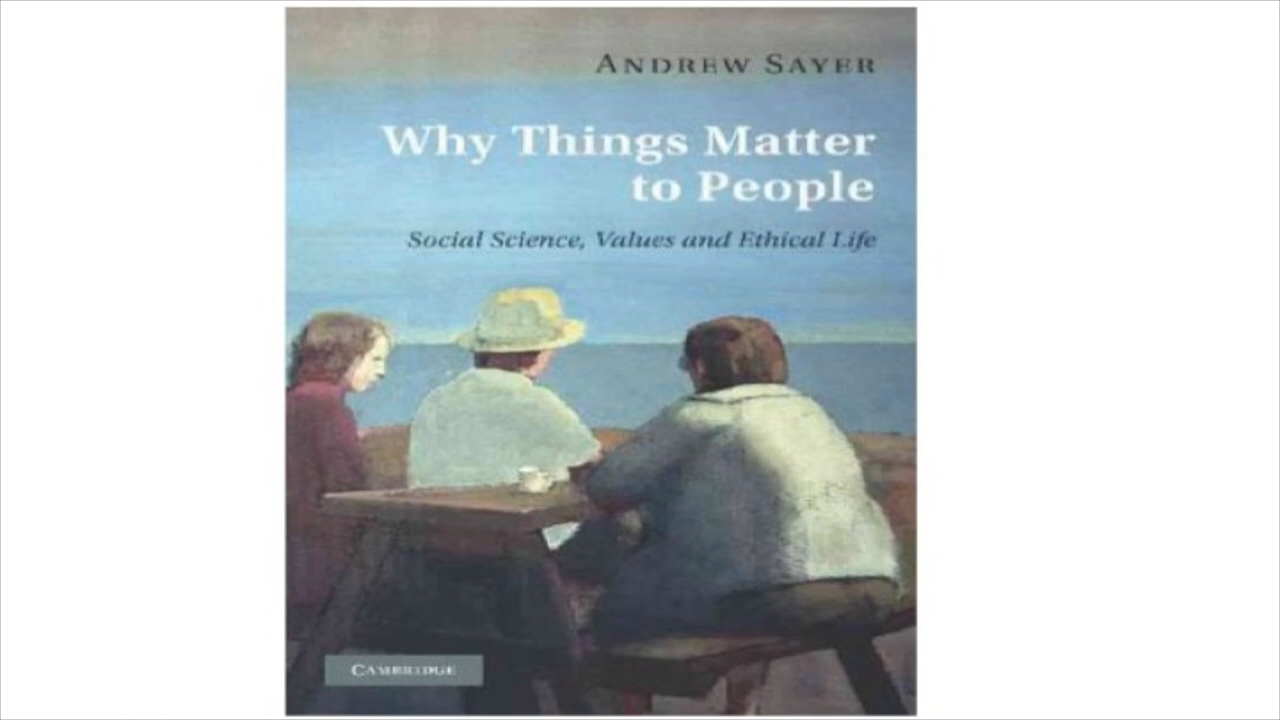 ANDREW SAYER
Why Things Matter
to People
Social Science, Values and Ethical Life
CAMBRIDGE